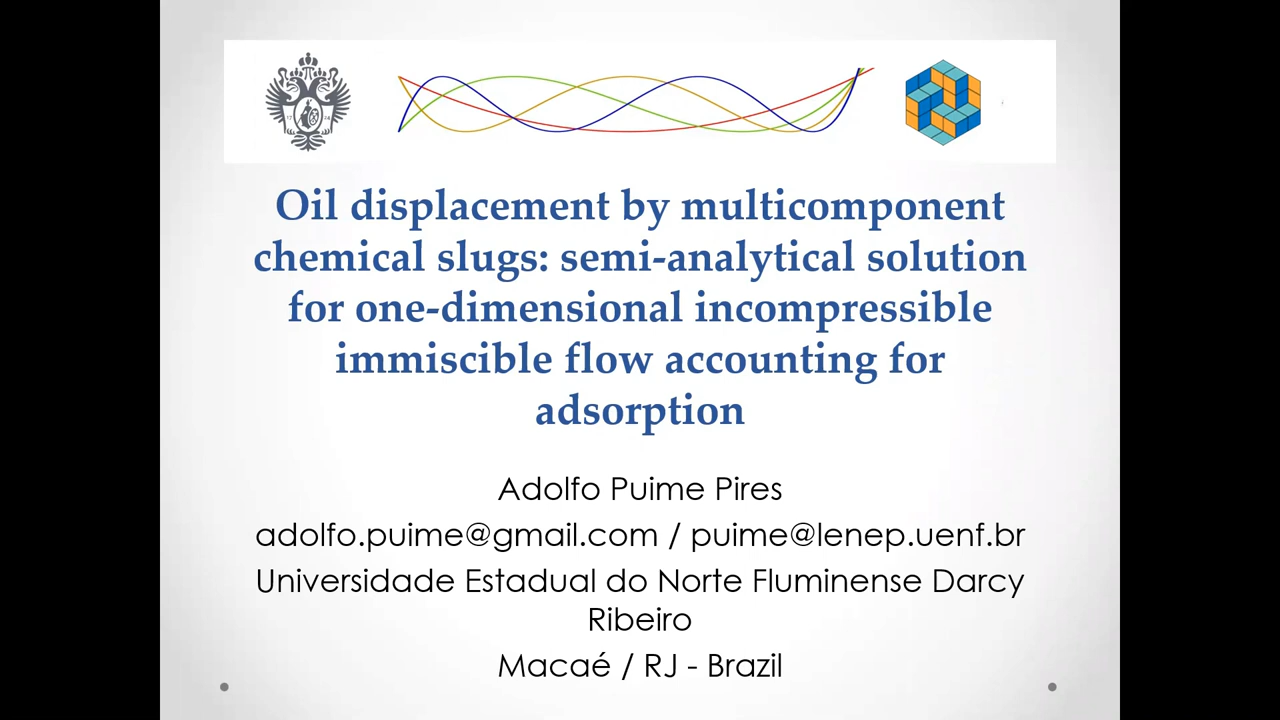 Oil displacement by multicomponent
chemical slugs: semi-analytical solution
for one-dimensional incompressible
immiscible flow accounting for
adsorption
Adolfo Puime Pires
adolfo.puime@gmail.com / puime@lenep.uenf.br
Universidade Estadual do Norte Fluminense Darcy
Ribeiro
Macaé / RJ - Brazil